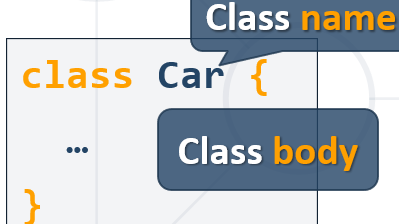 Class name
class Car {
…
Class body
}